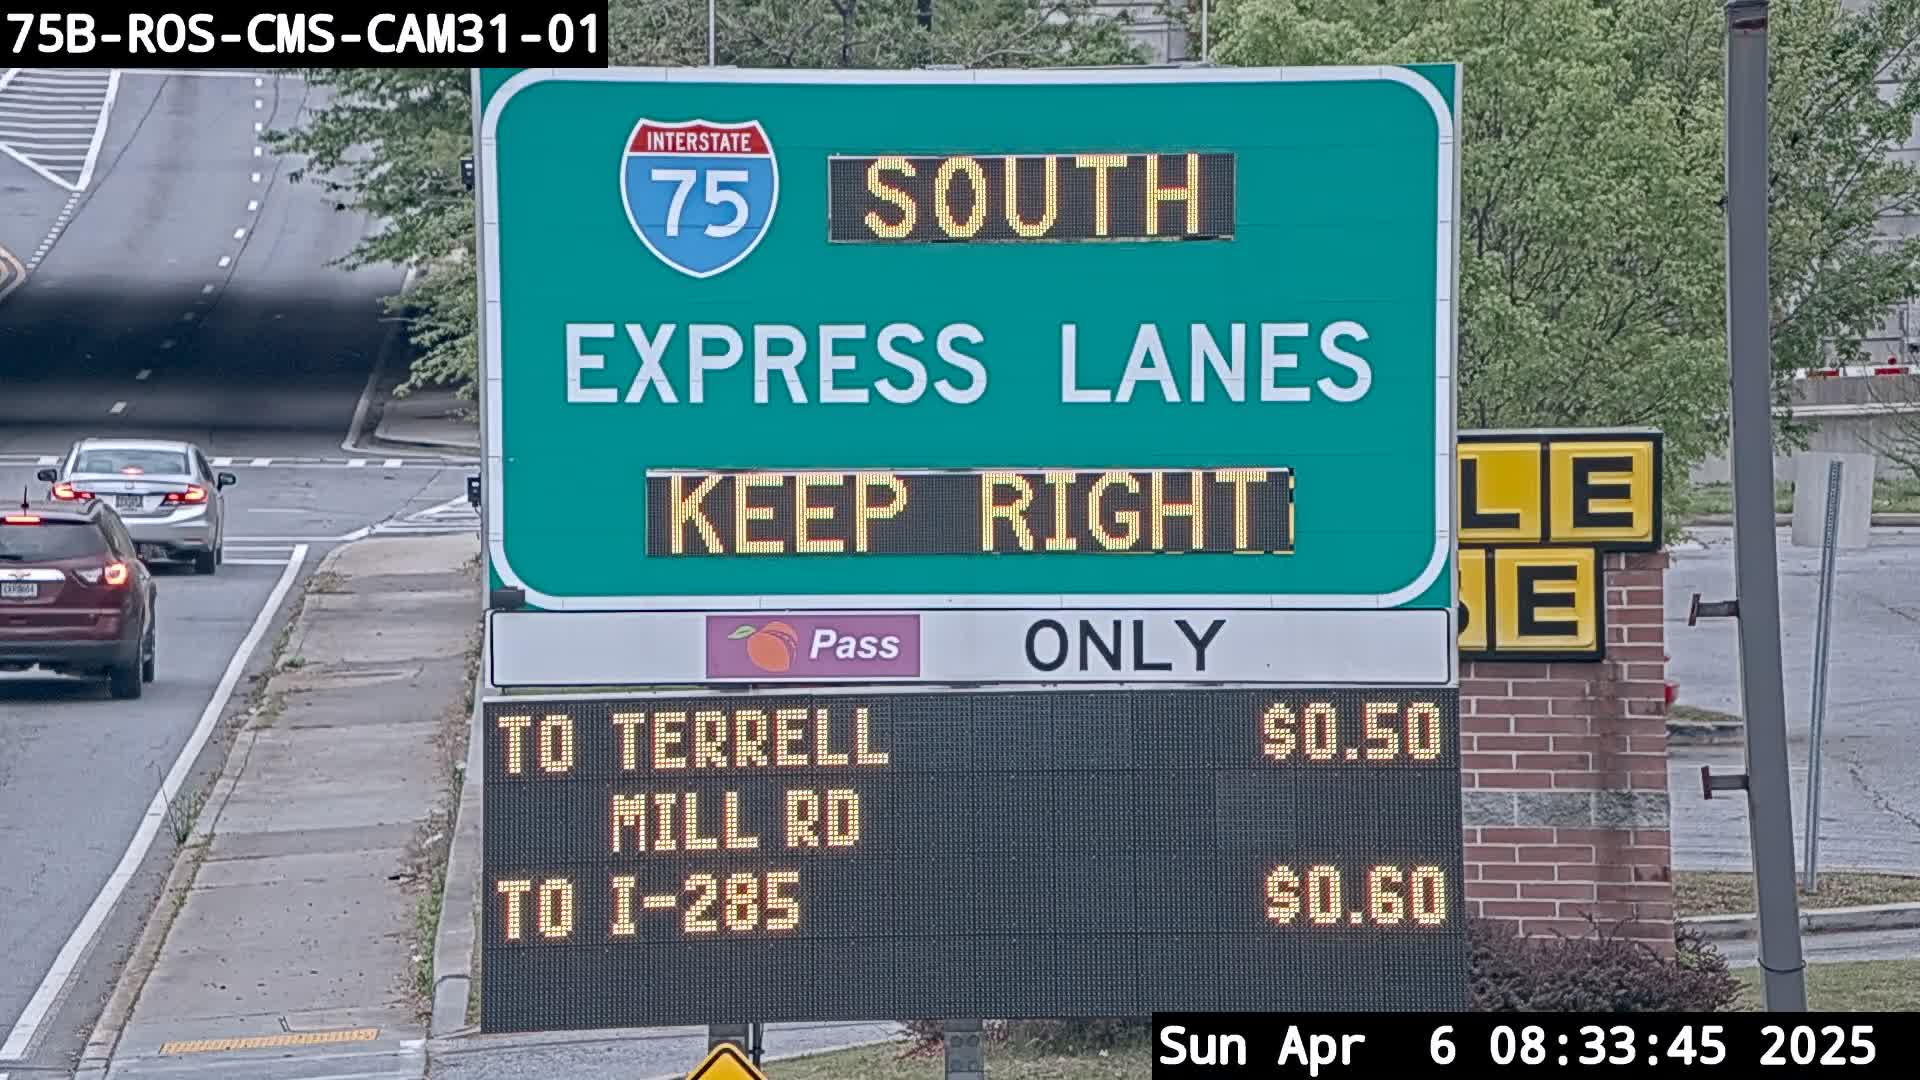 75B-ROS-CMS-CAM31-01
INTERSTATE
75
SOUTH
EXPRESS LANES
KEEP RIGHT
Pass ONLY
TO TERRELL $0.50
MILL RD
TO I-285 $0.60
LE
E
Sun Apr 6 08:33:45 2025